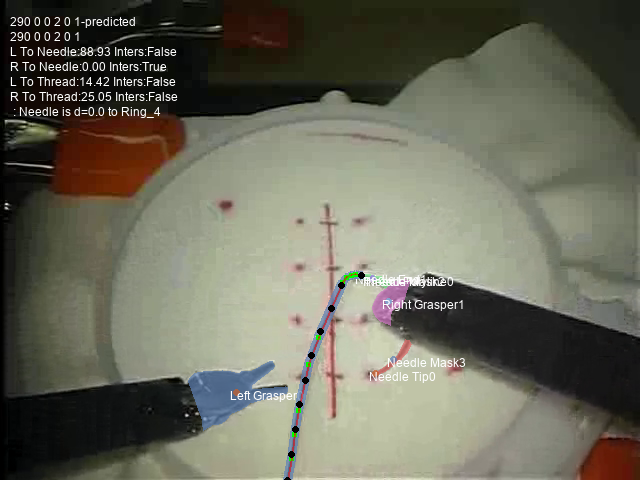 290 0 0 2 0 1-predicted
290 0 0 2 0 1
L To Needle:88.93 Inters:False
R To Needle:0.00 Inters:True
L To Thread:14.42 Inters:False
R To Thread:25.05 Inters:False
: Needle is d=0.0 to Ring_4
Right Grasper1
Needle Mask3
Needle Tip0
Left Grasper